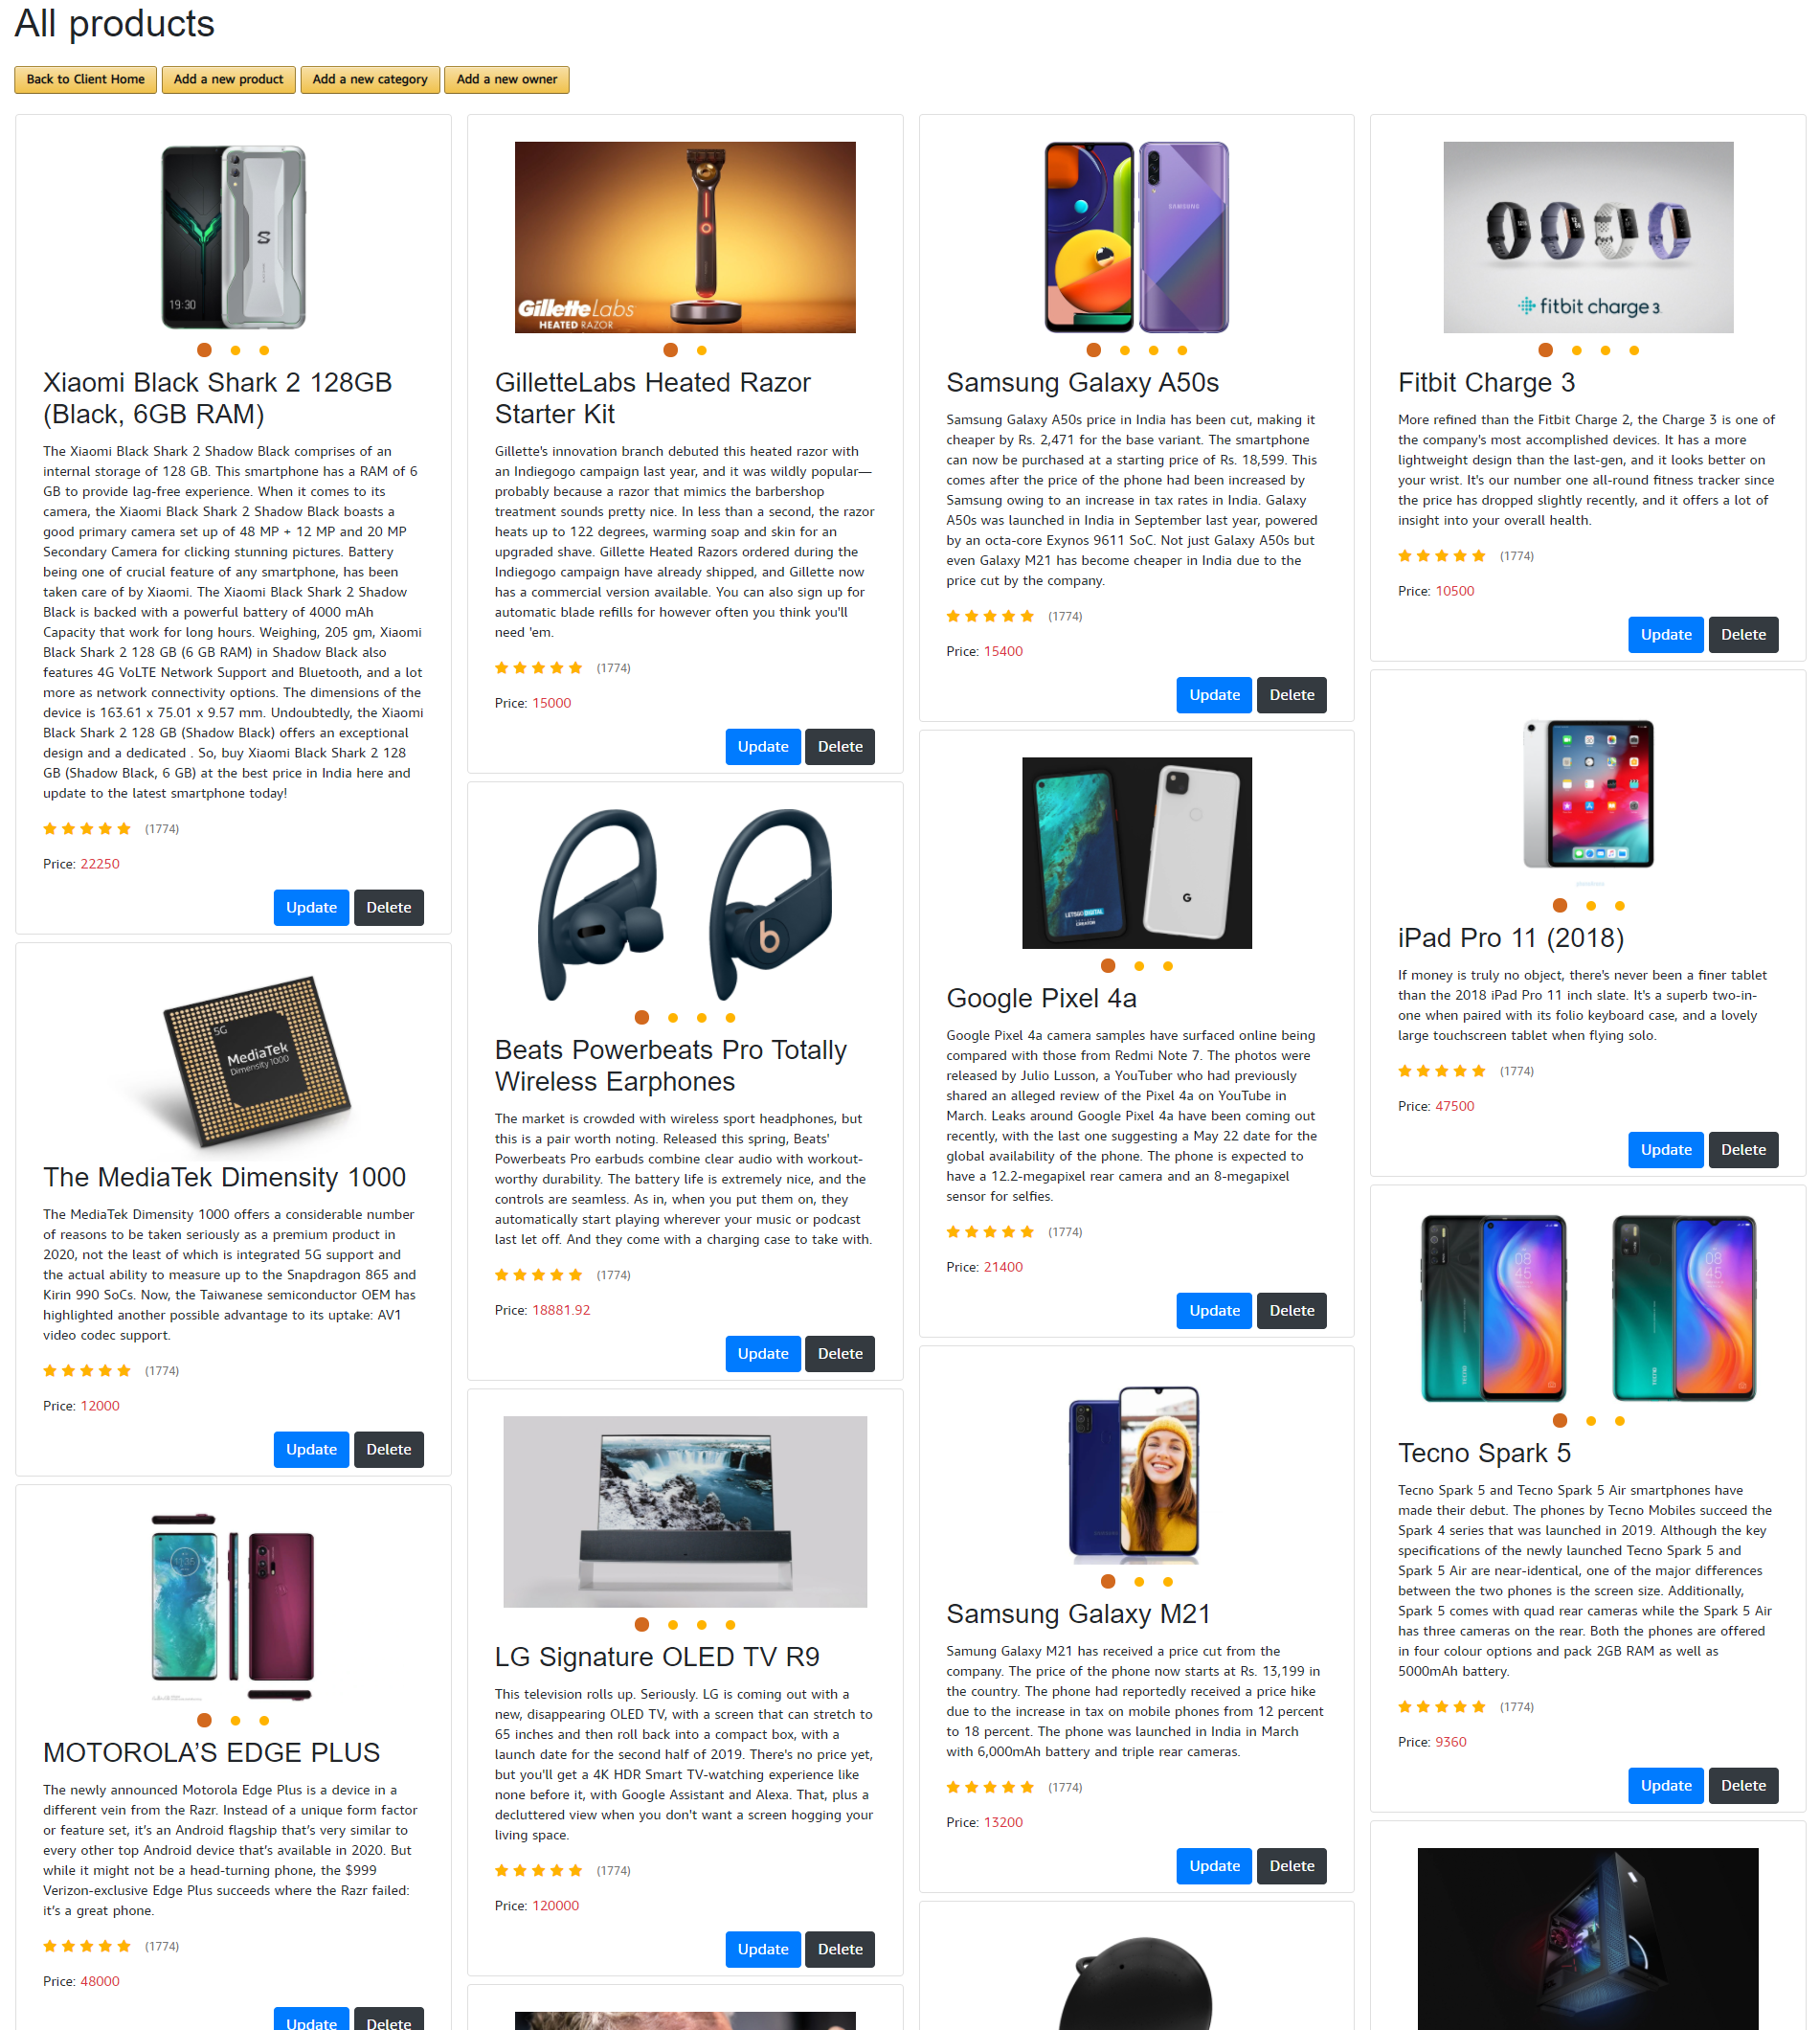 All products
Back to Client Home
Add a new product
Add a new category
Add a new owner
19:30
Xiaomi Black Shark 2 128GB
(Black, 6GB RAM)
The Xiaomi Black Shark 2 Shadow Black comprises of an
internal storage of 128 GB. This smartphone has a RAM of 6
GB to provide lag-free experience. When it comes to its
camera, the Xiaomi Black Shark 2 Shadow Black boasts a
good primary camera set up of 48 MP + 12 MP and 20 MP
Secondary Camera for clicking stunning pictures. Battery
being one of crucial feature of any smartphone, has been
taken care of by Xiaomi. The Xiaomi Black Shark 2 Shadow
Black is backed with a powerful battery of 4000 mAh
Capacity that work for long hours. Weighing, 205 gm, Xiaomi
Black Shark 2 128 GB (6 GB RAM) in Shadow Black also
features 4G VoLTE Network Support and Bluetooth, and a lot
more as network connectivity options. The dimensions of the
device is 163.61 x 75.01 x 9.57 mm. Undoubtedly, the Xiaomi
Black Shark 2 128 GB (Shadow Black) offers an exceptional
design and a dedicated . So, buy Xiaomi Black Shark 2 128
GB (Shadow Black, 6 GB) at the best price in India here and
update to the latest smartphone today!
(1774)
Price: 22250
Update
Delete
5G
MediaTek
Dimensity 1000
The MediaTek Dimensity 1000
The MediaTek Dimensity 1000 offers a considerable number
of reasons to be taken seriously as a premium product in
2020, not the least of which is integrated 5G support and
the actual ability to measure up to the Snapdragon 865 and
Kirin 990 SoCs. Now, the Taiwanese semiconductor OEM has
highlighted another possible advantage to its uptake: AV1
video codec support.
(1774)
Price: 12000
Update
Delete
MOTOROLA’S EDGE PLUS
The newly announced Motorola Edge Plus is a device in a
different vein from the Razr. Instead of a unique form factor
or feature set, it’s an Android flagship that’s very similar to
every other top Android device that’s available in 2020. But
while it might not be a head-turning phone, the $999
Verizon-exclusive Edge Plus succeeds where the Razr failed:
it’s a great phone.
(1774)
Price: 48000
Update
Delete
GilletteLabs
HEATED RAZOR
GilletteLabs Heated Razor
Starter Kit
Gillette's innovation branch debuted this heated razor with
an Indiegogo campaign last year, and it was wildly popular—
probably because a razor that mimics the barbershop
treatment sounds pretty nice. In less than a second, the razor
heats up to 122 degrees, warming soap and skin for an
upgraded shave. Gillette Heated Razors ordered during the
Indiegogo campaign have already shipped, and Gillette now
has a commercial version available. You can also sign up for
automatic blade refills for however often you think you'll
need 'em.
(1774)
Price: 15000
Update
Delete
b
Beats Powerbeats Pro Totally
Wireless Earphones
The market is crowded with wireless sport headphones, but
this is a pair worth noting. Released this spring, Beats'
Powerbeats Pro earbuds combine clear audio with workout-
worthy durability. The battery life is extremely nice, and the
controls are seamless. As in, when you put them on, they
automatically start playing wherever your music or podcast
last let off. And they come with a charging case to take with.
(1774)
Price: 18881.92
Update
Delete
LG Signature OLED TV R9
This television rolls up. Seriously. LG is coming out with a
new, disappearing OLED TV, with a screen that can stretch to
65 inches and then roll back into a compact box, with a
launch date for the second half of 2019. There's no price yet,
but you'll get a 4K HDR Smart TV-watching experience like
none before it, with Google Assistant and Alexa. That, plus a
decluttered view when you don't want a screen hogging your
living space.
(1774)
Price: 120000
Update
Delete
SAMSUNG
Samsung Galaxy A50s
Samsung Galaxy A50s price in India has been cut, making it
cheaper by Rs. 2,471 for the base variant. The smartphone
can now be purchased at a starting price of Rs. 18,599. This
comes after the price of the phone had been increased by
Samsung owing to an increase in tax rates in India. Galaxy
A50s was launched in India in September last year, powered
by an octa-core Exynos 9611 SoC. Not just Galaxy A50s but
even Galaxy M21 has become cheaper in India due to the
price cut by the company.
(1774)
Price: 15400
Update
Delete
LETSGO DIGITAL
CREATOR
G
Google Pixel 4a
Google Pixel 4a camera samples have surfaced online being
compared with those from Redmi Note 7. The photos were
released by Julio Lusson, a YouTuber who had previously
shared an alleged review of the Pixel 4a on YouTube in
March. Leaks around Google Pixel 4a have been coming out
recently, with the last one suggesting a May 22 date for the
global availability of the phone. The phone is expected to
have a 12.2-megapixel rear camera and an 8-megapixel
sensor for selfies.
(1774)
Price: 21400
Update
Delete
Samsung Galaxy M21
Samung Galaxy M21 has received a price cut from the
company. The price of the phone now starts at Rs. 13,199 in
the country. The phone had reportedly received a price hike
due to the increase in tax on mobile phones from 12 percent
to 18 percent. The phone was launched in India in March
with 6,000mAh battery and triple rear cameras.
(1774)
Price: 13200
Update
Delete
fitbit charge 3
Fitbit Charge 3
More refined than the Fitbit Charge 2, the Charge 3 is one of
the company's most accomplished devices. It has a more
lightweight design than the last-gen, and it looks better on
your wrist. It's our number one all-round fitness tracker since
the price has dropped slightly recently, and it offers a lot of
insight into your overall health.
(1774)
Price: 10500
Update
Delete
iPad Pro 11 (2018)
If money is truly no object, there's never been a finer tablet
than the 2018 iPad Pro 11 inch slate. It's a superb two-in-
one when paired with its folio keyboard case, and a lovely
large touchscreen tablet when flying solo.
(1774)
Price: 47500
Update
Delete
08
45
TECNO
08
45
TECNO
Tecno Spark 5
Tecno Spark 5 and Tecno Spark 5 Air smartphones have
made their debut. The phones by Tecno Mobiles succeed the
Spark 4 series that was launched in 2019. Although the key
specifications of the newly launched Tecno Spark 5 and
Spark 5 Air are near-identical, one of the major differences
between the two phones is the screen size. Additionally,
Spark 5 comes with quad rear cameras while the Spark 5 Air
has three cameras on the rear. Both the phones are offered
in four colour options and pack 2GB RAM as well as
5000mAh battery.
(1774)
Price: 9360
Update
Delete